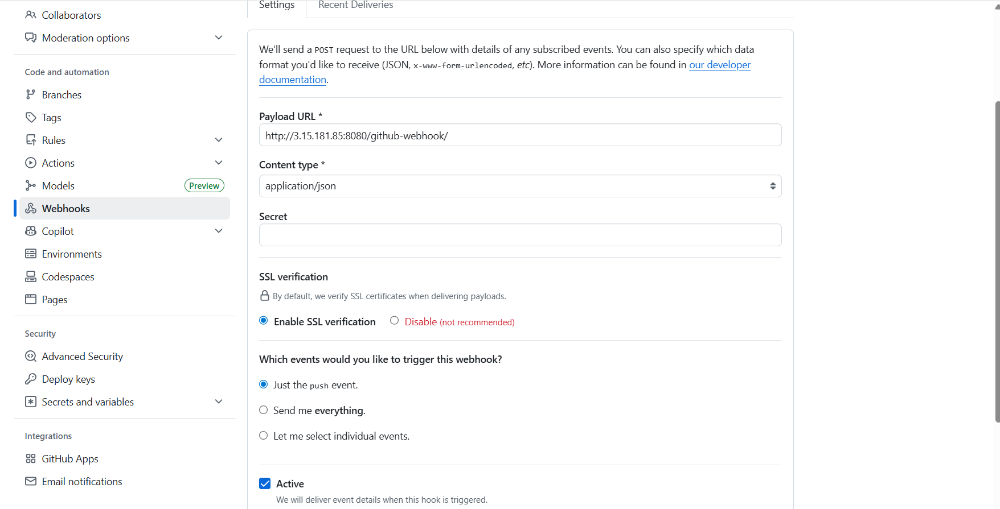 Collaborators
Moderation options
Code and automation
Branches
Tags
Rules
Actions
Models
Preview
Webhooks
Copilot
Environments
Codespaces
Pages
Security
Advanced Security
Deploy keys
Secrets and variables
Integrations
GitHub Apps
Email notifications
Settings
Recent Deliveries
We'll send a POST request to the URL below with details of any subscribed events. You can also specify which data
format you'd like to receive (JSON, x-www-form-urlencoded, etc). More information can be found in our developer
documentation.
Payload URL *
http://3.15.181.85:8080/github-webhook/
Content type *
application/json
Secret
SSL verification
By default, we verify SSL certificates when delivering payloads.
Enable SSL verification
Disable (not recommended)
Which events would you like to trigger this webhook?
Just the push event.
Send me everything.
Let me select individual events.
Active
We will deliver event details when this hook is triggered.